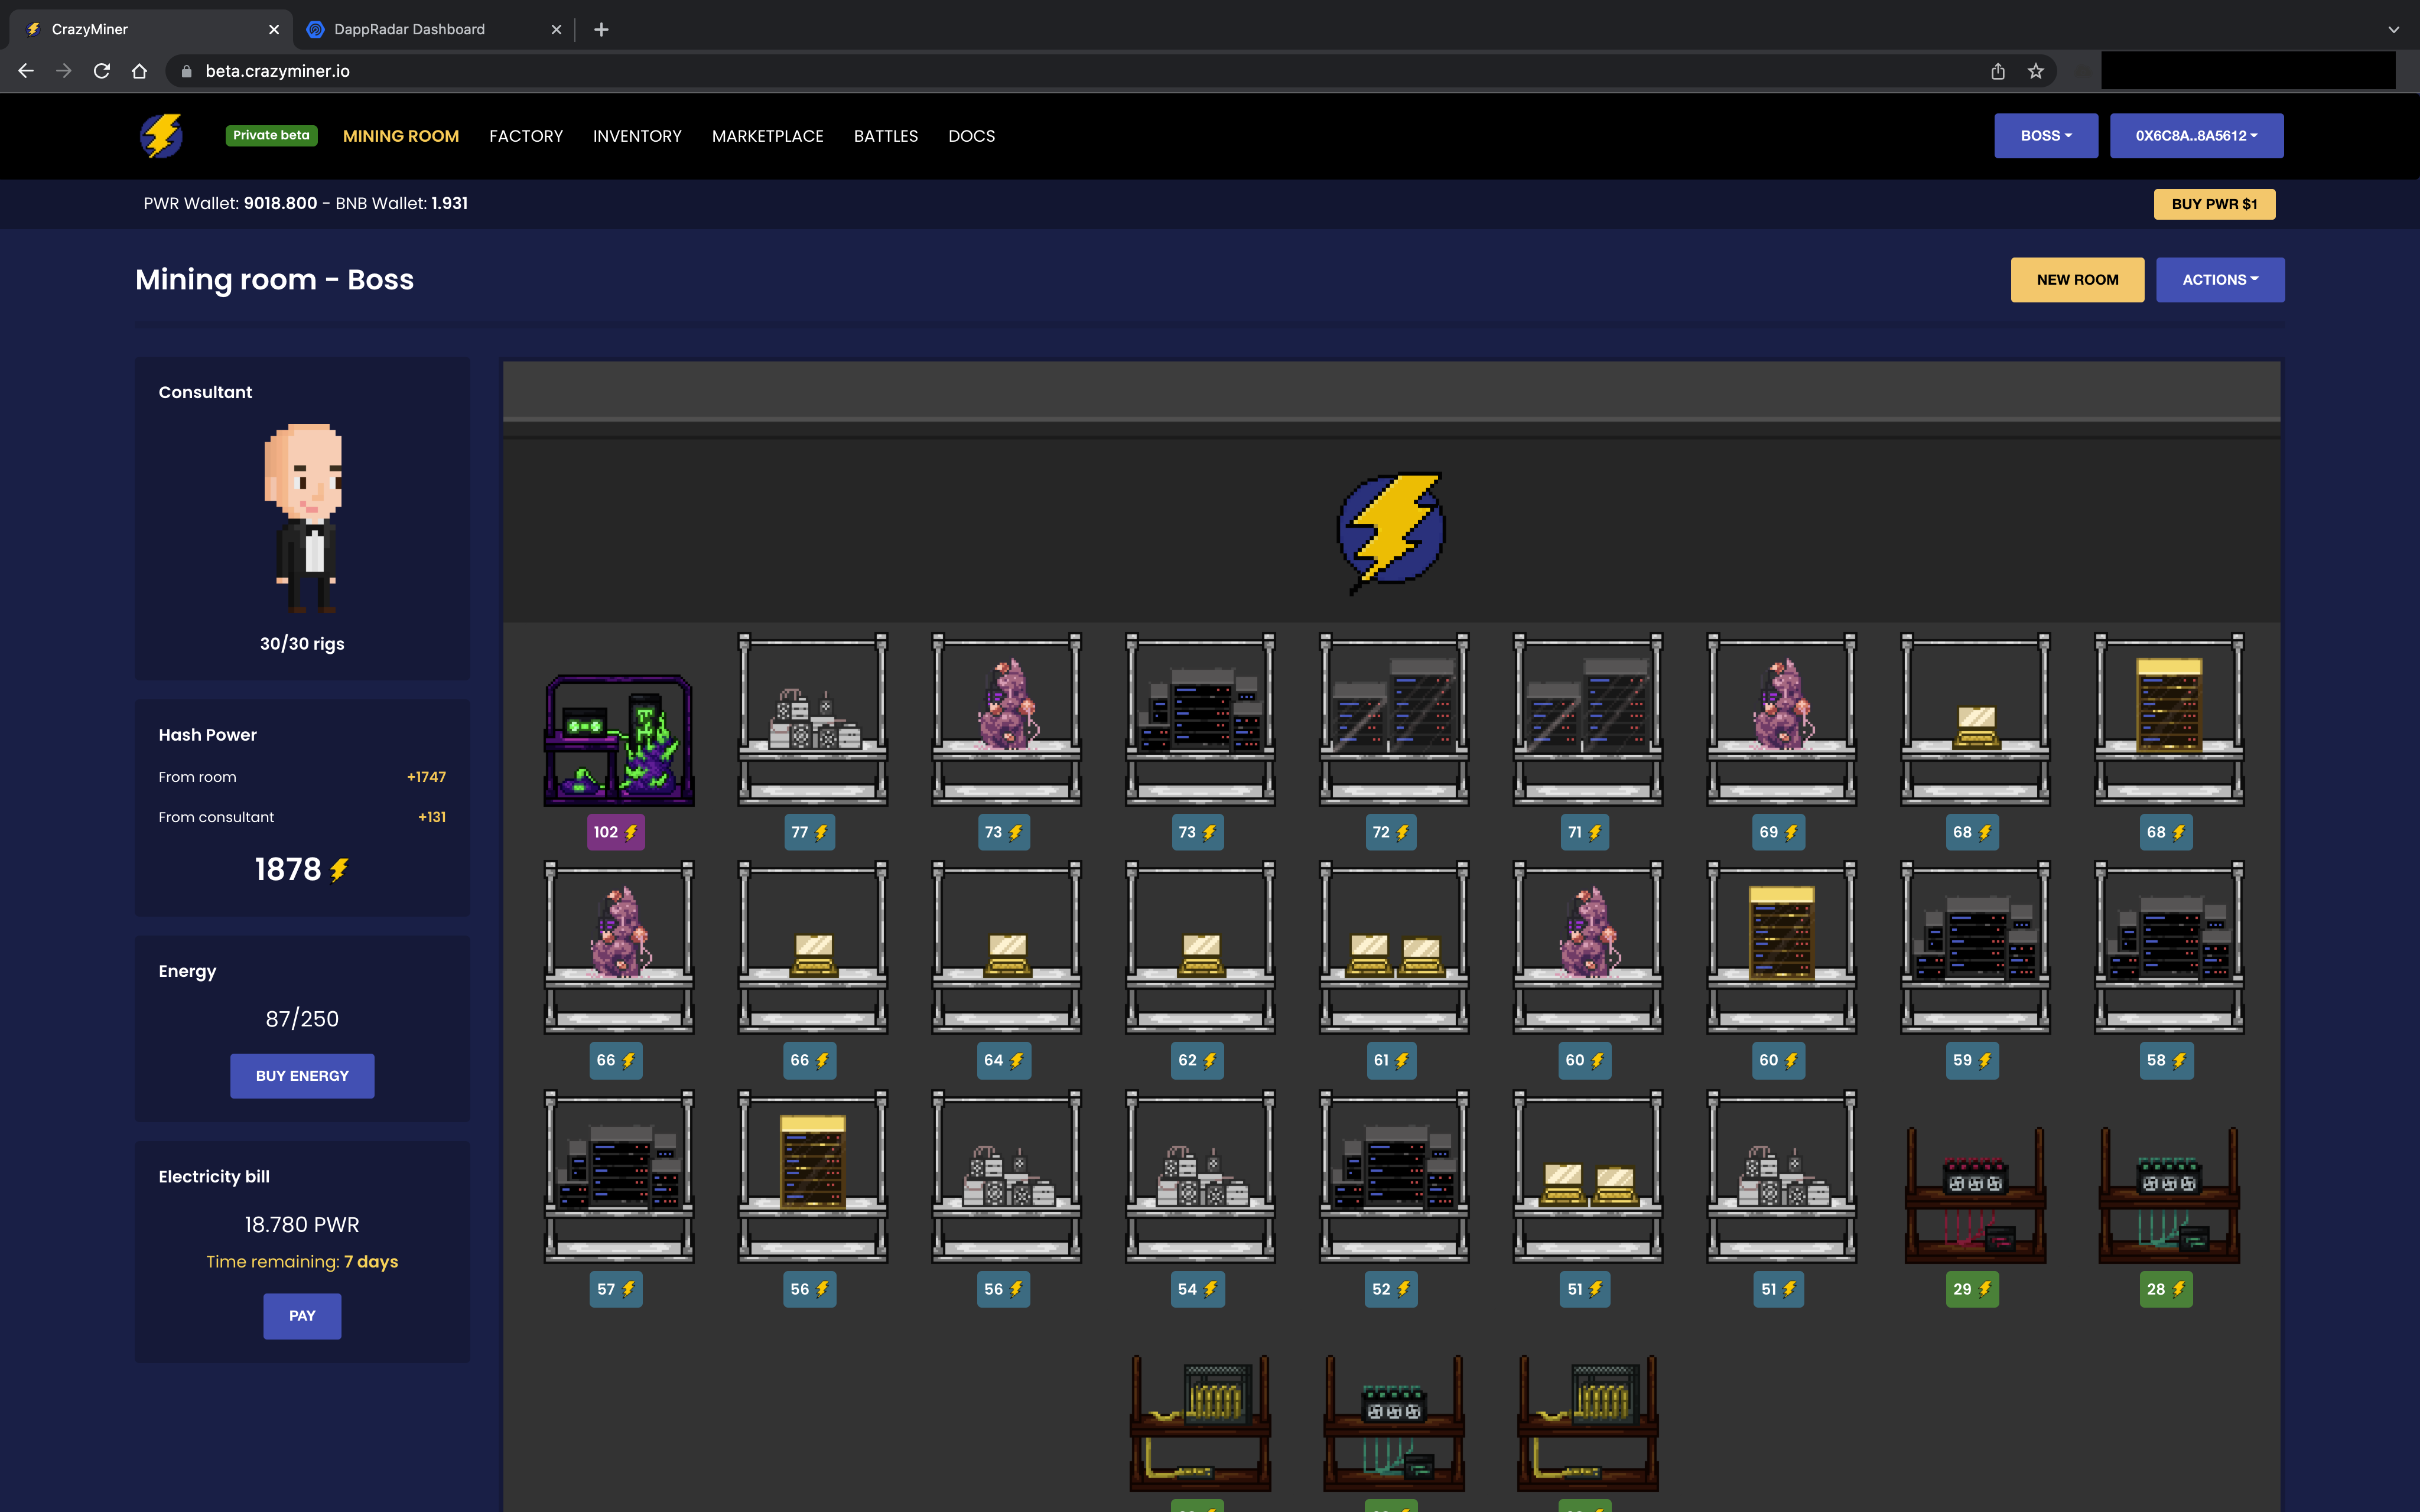 CrazyMiner
DappRadar Dashboard
beta.crazyminer.io
Private beta
MINING ROOM
FACTORY
INVENTORY
MARKETPLACE
BATTLES
DOCS
BOSS
0X6C8A..8A5612
PWR Wallet: 9018.800 - BNB Wallet: 1.931
BUY PWR $1
Mining room - Boss
NEW ROOM
ACTIONS
Consultant
30/30 rigs
Hash Power
From room +1747
From consultant +131
1878
Energy
87/250
BUY ENERGY
Electricity bill
18.780 PWR
Time remaining: 7 days
PAY
102 77 73 73 72 71 69 68 68
66 66 64 62 61 60 60 59 58
57 56 56 54 52 51 51 29 28